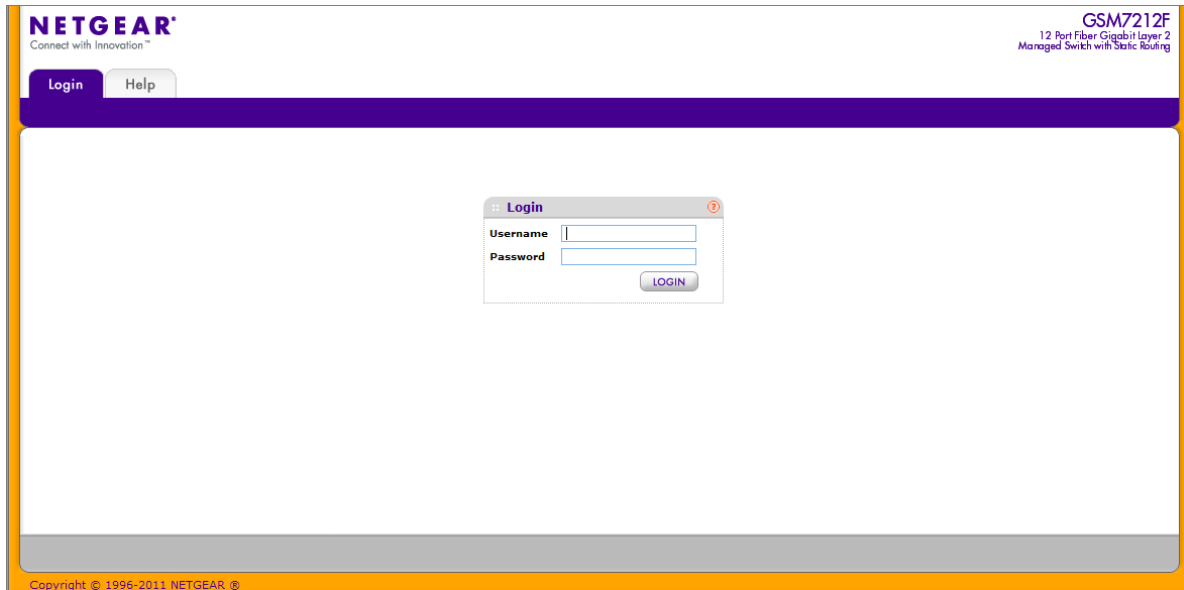 NETGEAR®
Connect with Innovation™
GSM7212F
12 Port Fiber Gigabit Layer 2
Managed Switch with Static Routing
Login
Help
Login
Username
Password
LOGIN
Copyright © 1996-2011 NETGEAR ®